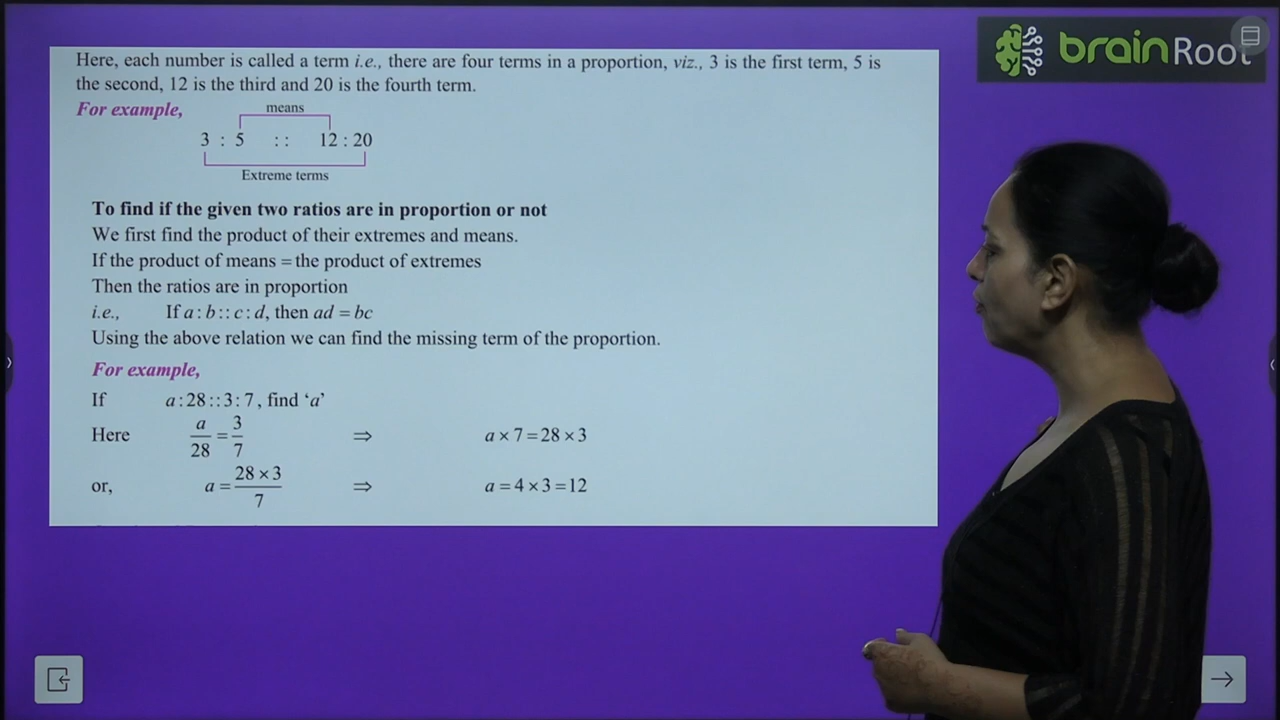 brainRoot
Here, each number is called a term i.e., there are four terms in a proportion, viz., 3 is the first term, 5 is
the second, 12 is the third and 20 is the fourth term.
For example,
means
3 : 5 :: 12 : 20
Extreme terms
To find if the given two ratios are in proportion or not
We first find the product of their extremes and means.
If the product of means = the product of extremes
Then the ratios are in proportion
i.e., If a : b :: c : d, then ad = bc
Using the above relation we can find the missing term of the proportion.
For example,
If a : 28 :: 3 : 7, find ‘a’
Here a/28 = 3/7 ⇒ a × 7 = 28 × 3
or, a = 28 × 3/7 ⇒ a = 4 × 3 = 12